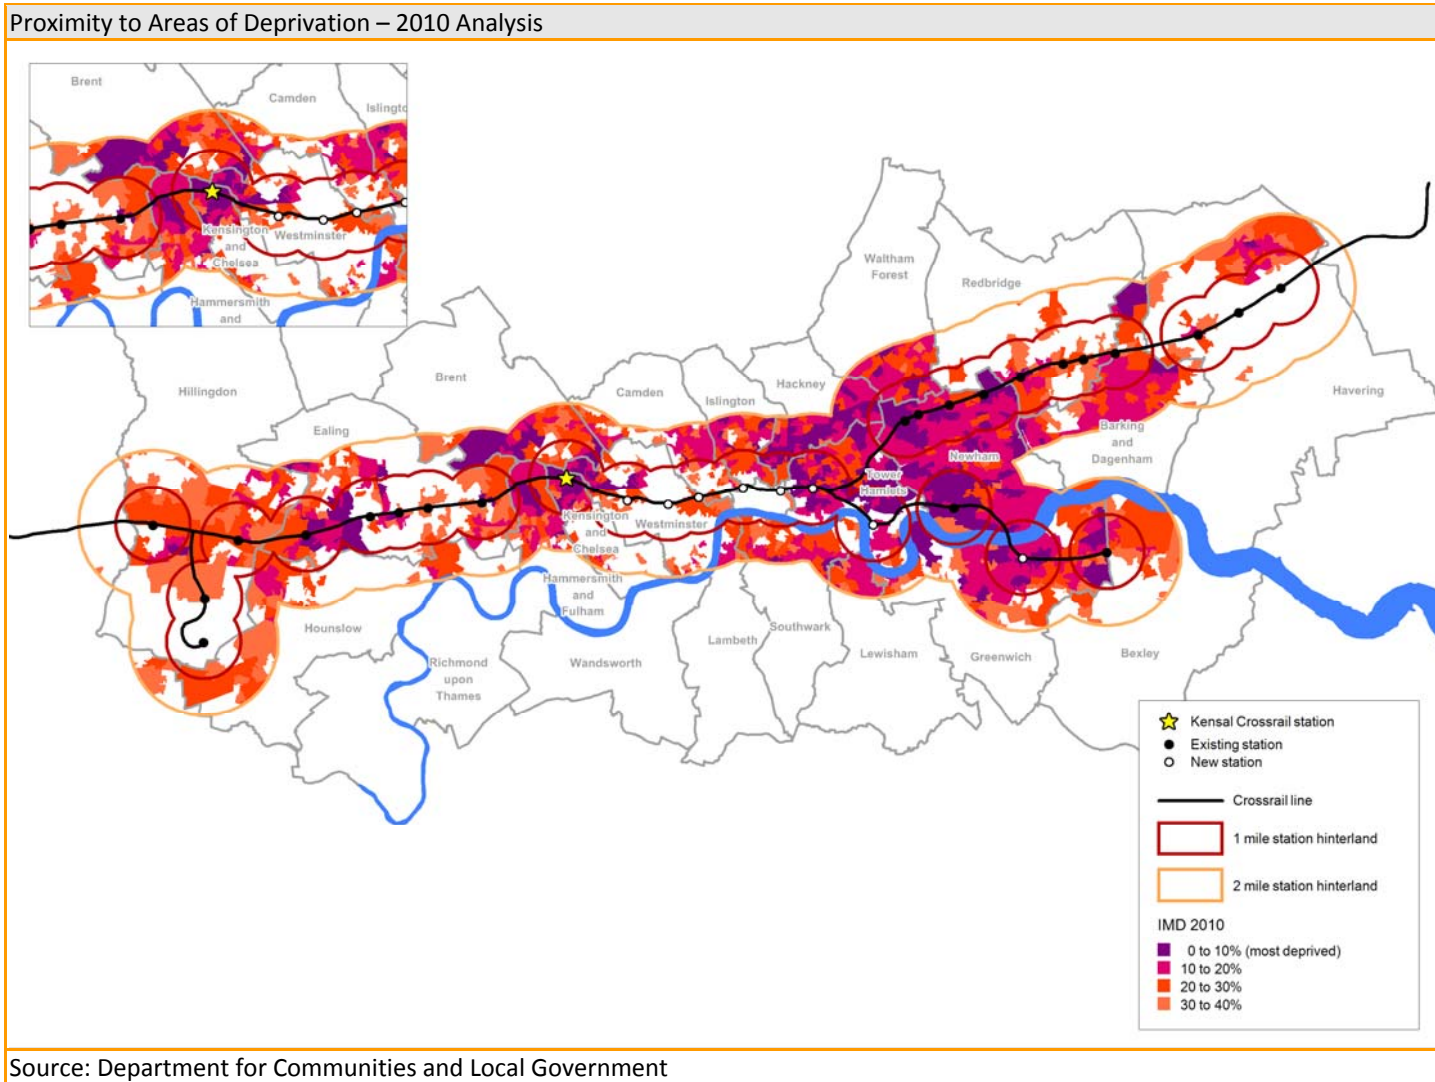 Proximity to Areas of Deprivation – 2010 Analysis
Brent
Camden
Islingto
Kensington
and
Chelsea
Westminster
Hammersmith
and
Waltham
Forest
Redbridge
Hillingdon
Brent
Camden
Islington
Hackney
Havering
Ealing
Barking
and
Dagenham
Newham
Tower
Hamlets
Kensington
and
Chelsea
Westminster
Hammersmith
and
Fulham
Hounslow
Richmond
upon
Thames
Wandsworth
Lambeth
Southwark
Lewisham
Greenwich
Bexley
Kensal Crossrail station
Existing station
New station
Crossrail line
1 mile station hinterland
2 mile station hinterland
IMD 2010
0 to 10% (most deprived)
10 to 20%
20 to 30%
30 to 40%
Source: Department for Communities and Local Government